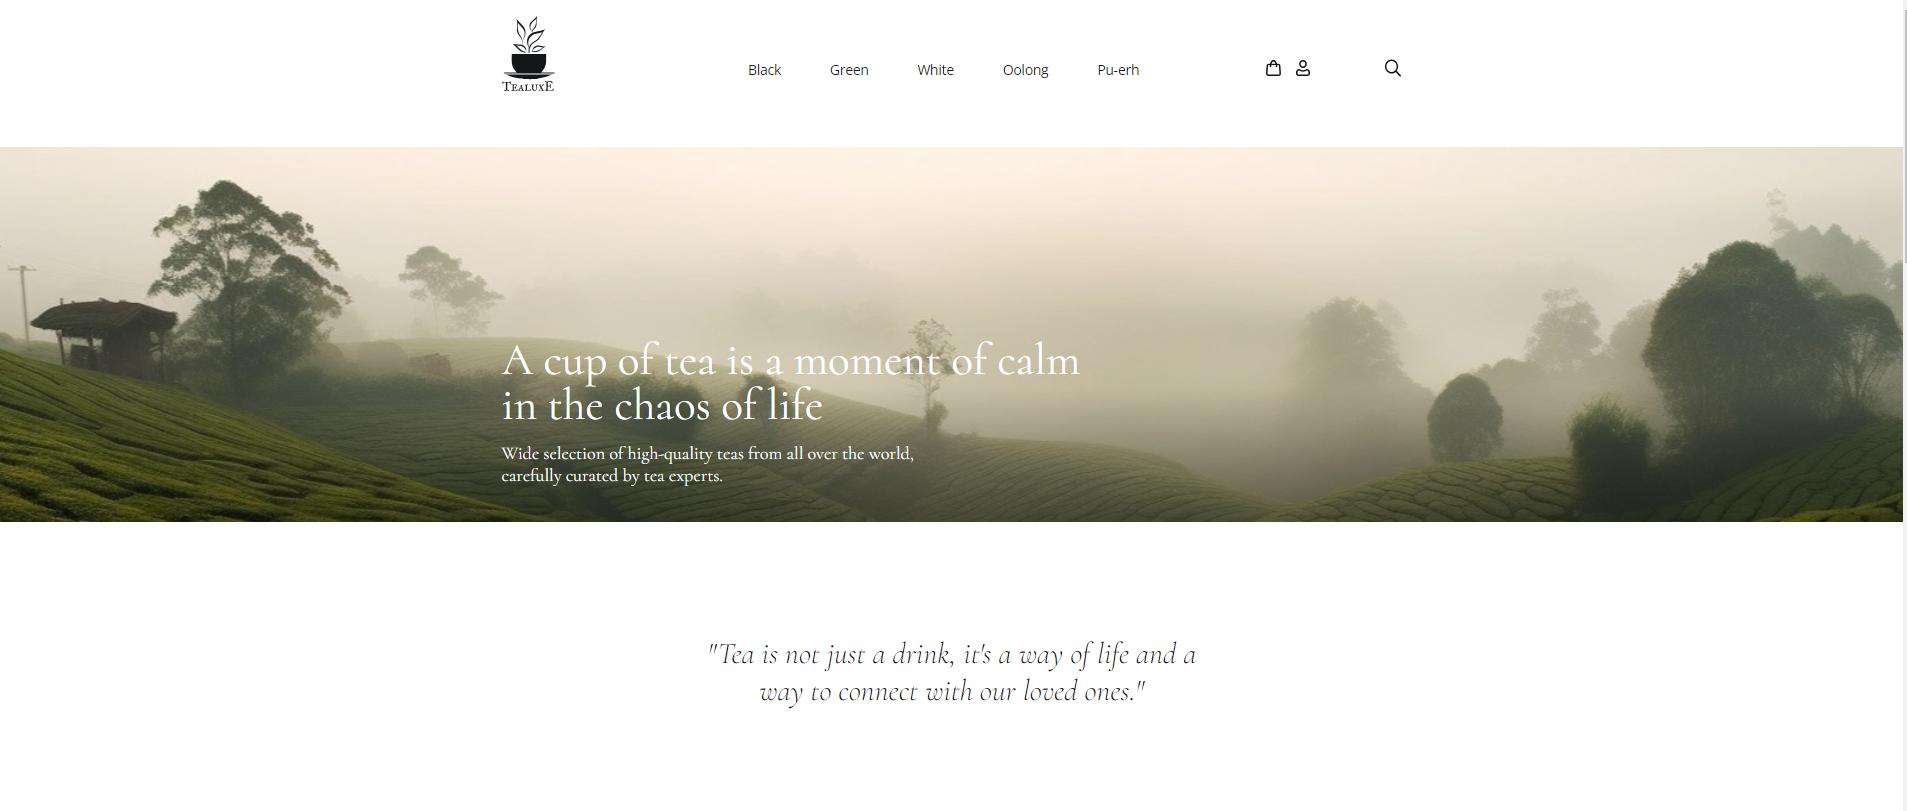 TEALUXE
Black Green White Oolong Pu-erh
A cup of tea is a moment of calm
in the chaos of life
Wide selection of high-quality teas from all over the world,
carefully curated by tea experts.
"Tea is not just a drink, it's a way of life and a
way to connect with our loved ones."